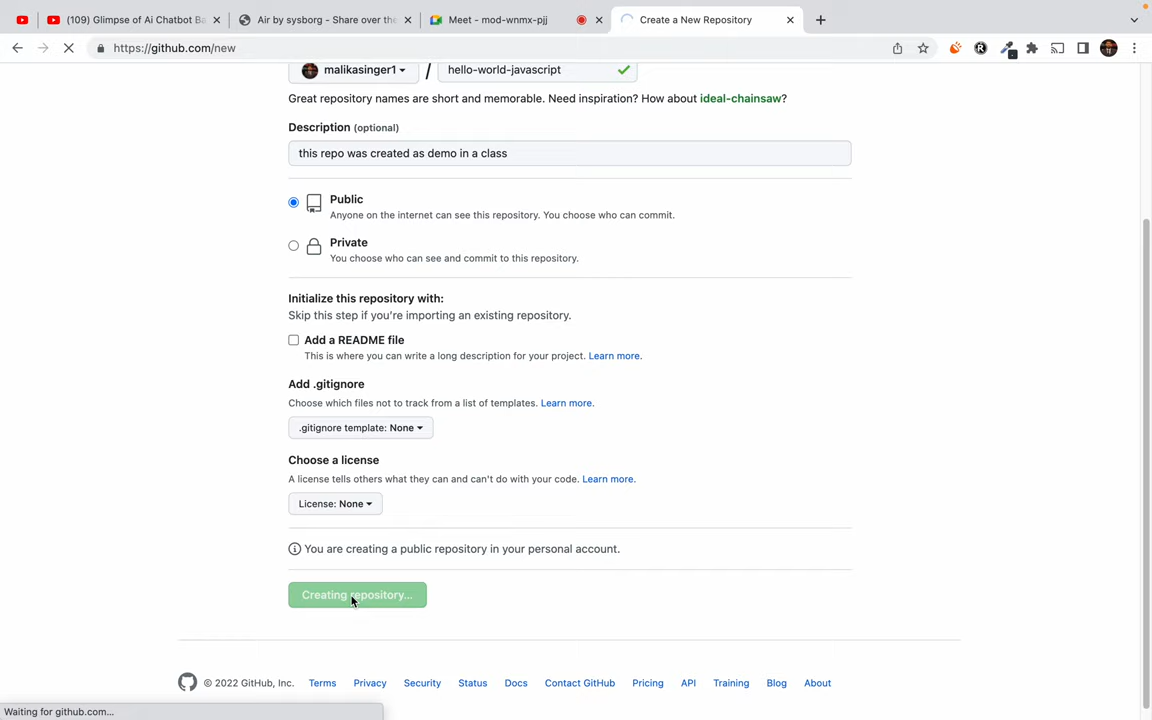 (109) Glimpse of Ai Chatbot Ba
Air by sysborg - Share over the
Meet - mod-wnmx-pjj
Create a New Repository
https://github.com/new
malikasinger1 / hello-world-javascript
Great repository names are short and memorable. Need inspiration? How about ideal-chainsaw?
Description (optional)
this repo was created as demo in a class
Public
Anyone on the internet can see this repository. You choose who can commit.
Private
You choose who can see and commit to this repository.
Initialize this repository with:
Skip this step if you're importing an existing repository.
Add a README file
This is where you can write a long description for your project. Learn more.
Add .gitignore
Choose which files not to track from a list of templates. Learn more.
.gitignore template: None
Choose a license
A license tells others what they can and can't do with your code. Learn more.
License: None
You are creating a public repository in your personal account.
Creating repository...
© 2022 GitHub, Inc. Terms Privacy Security Status Docs Contact GitHub Pricing API Training Blog About
Waiting for github.com...